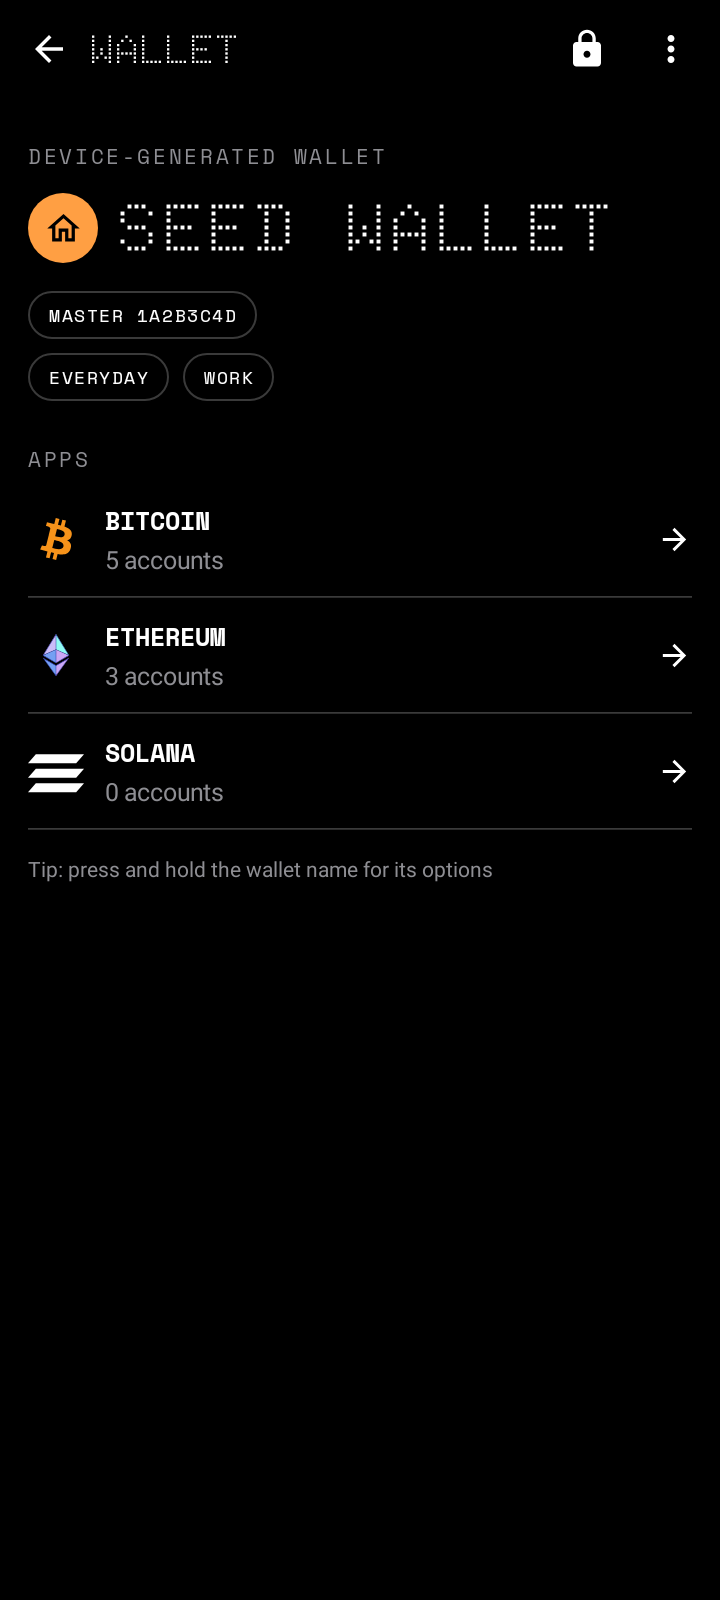 WALLET
DEVICE-GENERATED WALLET
SEED WALLET
MASTER 1A2B3C4D
EVERYDAY WORK
APPS
BITCOIN
5 accounts
ETHEREUM
3 accounts
SOLANA
0 accounts
Tip: press and hold the wallet name for its options